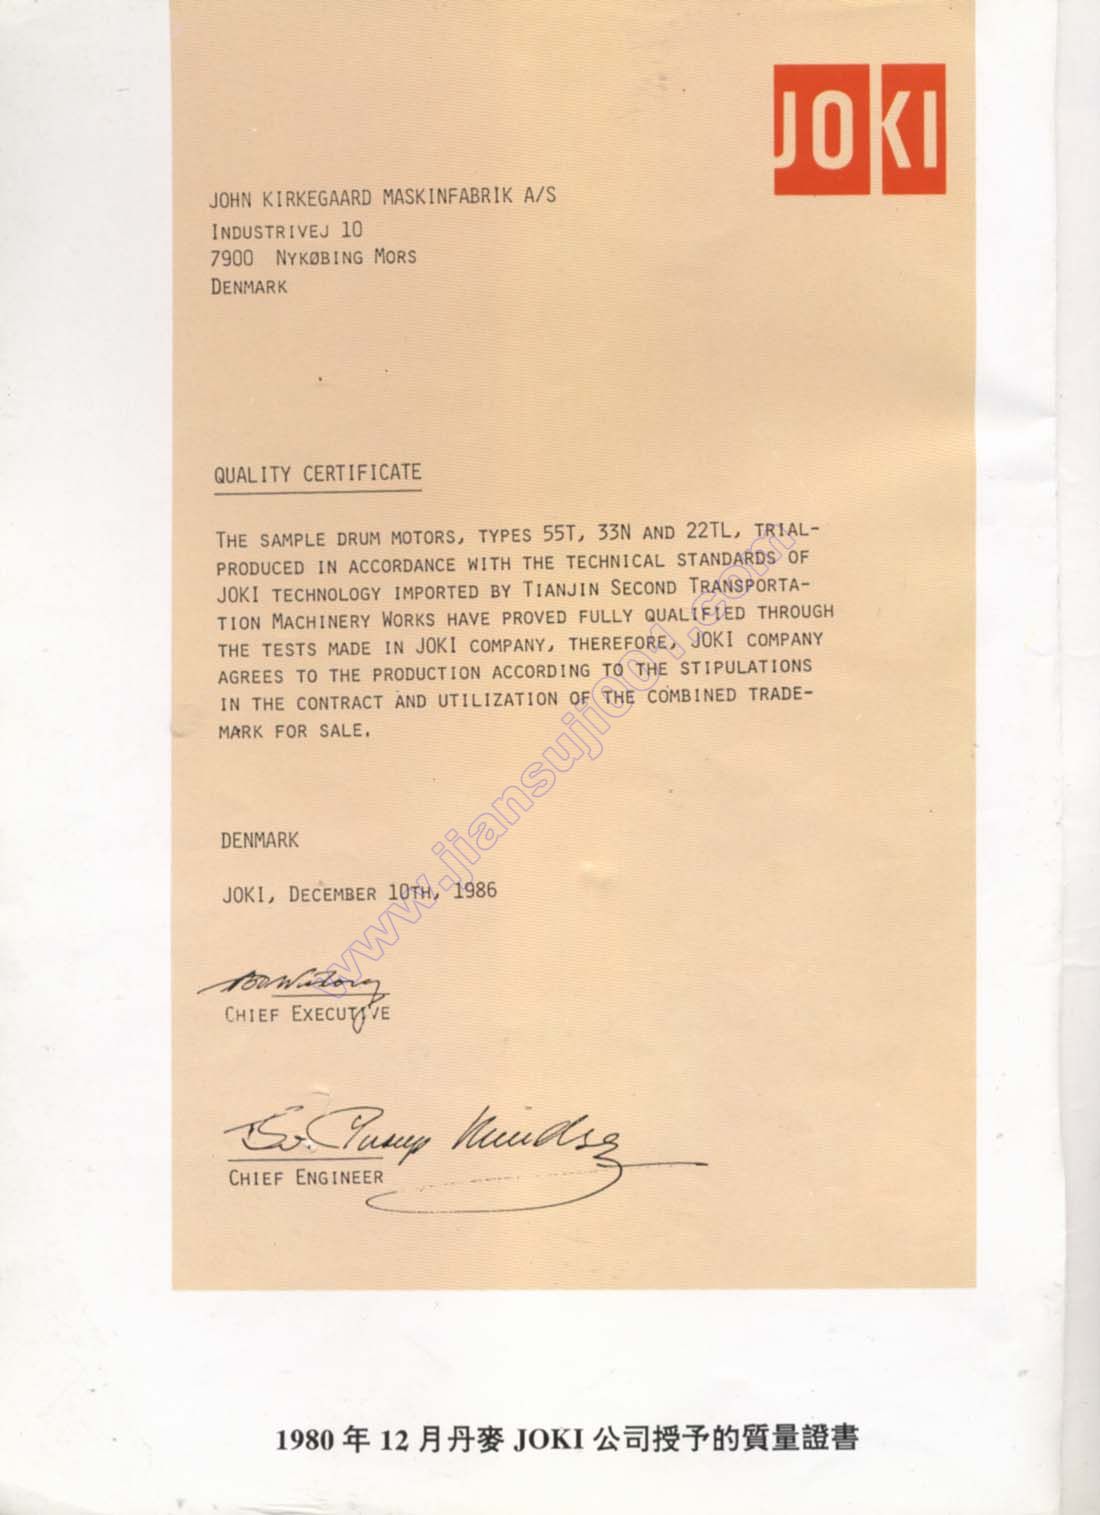 JOKI
JOHN KIRKEGAARD MASKINFABRIK A/S
INDUSTRIVEJ 10
7900 NYKØBING MORS
DENMARK
QUALITY CERTIFICATE
THE SAMPLE DRUM MOTORS, TYPES 55T, 33N AND 22TL, TRIAL-
PRODUCED IN ACCORDANCE WITH THE TECHNICAL STANDARDS OF
JOKI TECHNOLOGY IMPORTED BY TIANJIN SECOND TRANSPORTA-
TION MACHINERY WORKS HAVE PROVED FULLY QUALIFIED THROUGH
THE TESTS MADE IN JOKI COMPANY, THEREFORE, JOKI COMPANY
AGREES TO THE PRODUCTION ACCORDING TO THE STIPULATIONS
IN THE CONTRACT AND UTILIZATION OF THE COMBINED TRADE-
MARK FOR SALE.
www.jiansuji001.com
DENMARK
JOKI, DECEMBER 10TH, 1986
CHIEF EXECUTIVE
CHIEF ENGINEER
1980 年 12 月丹麥 JOKI 公司授予的質量證書